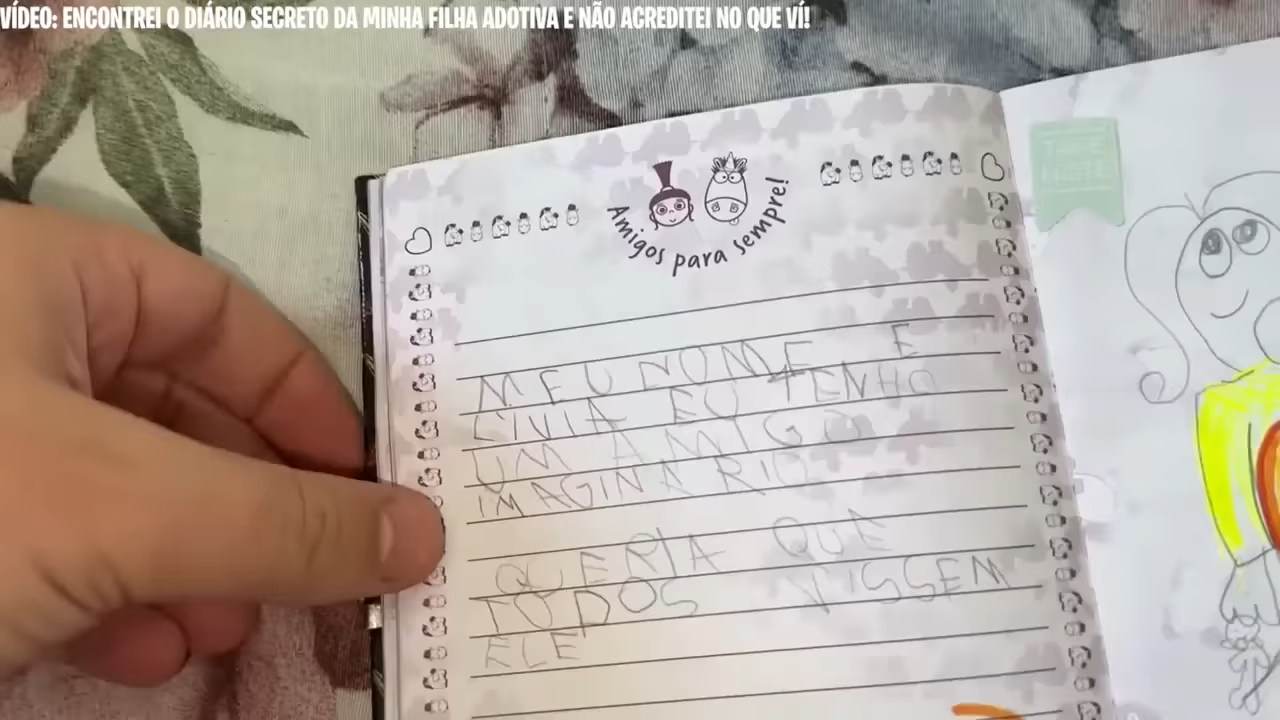 VÍDEO: ENCONTREI O DIÁRIO SECRETO DA MINHA FILHA ADOTIVA E NÃO ACREDITEI NO QUE VÍ!
Amigos para sempre!
MEU NOME E
LIVIA EU TENHO
UM AMIGO
IMAGINARIO
QUERIA QUE
TODOS VISSEM
ELE